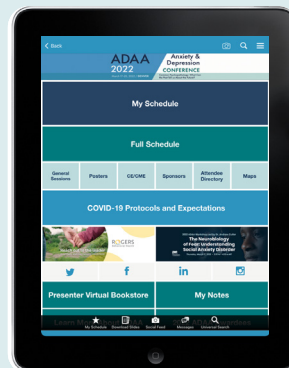 Back
ADAA
2022
Anxiety &
Depression
CONFERENCE
My Schedule
Full Schedule
General
Sessions
Posters
CE/CME
Sponsors
Attendee
Directory
Maps
COVID-19 Protocols and Expectations
ROGERS
The Neurobiology
of Fear: Understanding
Social Anxiety Disorder
Presenter Virtual Bookstore
My Notes
My Schedule
Download Slides
Social Feed
Messages
Universal Search